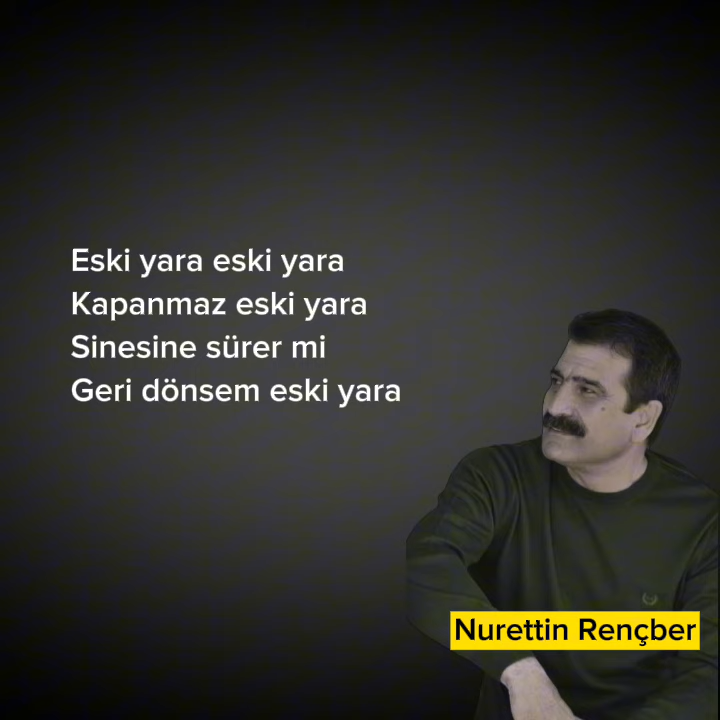 Eski yara eski yara
Kapanmaz eski yara
Sinesine sürer mi
Geri dönsem eski yara
Nurettin Rençber